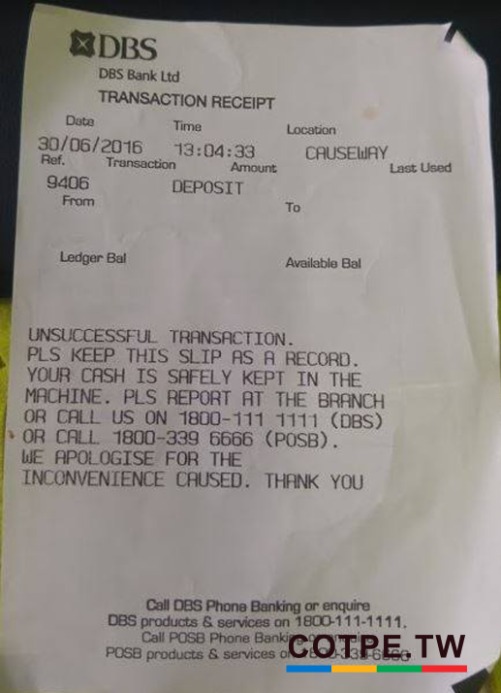 DBS
DBS Bank Ltd
TRANSACTION RECEIPT
Date Time Location
30/06/2016 13:04:33 CAUSEWAY
Ref. Transaction Amount Last Used
9406 DEPOSIT
From To
Ledger Bal Available Bal
UNSUCCESSFUL TRANSACTION.
PLS KEEP THIS SLIP AS A RECORD.
YOUR CASH IS SAFELY KEPT IN THE
MACHINE. PLS REPORT AT THE BRANCH
OR CALL US ON 1800-111 1111 (DBS)
OR CALL 1800-339 6666 (POSB).
WE APOLOGISE FOR THE
INCONVENIENCE CAUSED. THANK YOU
Call DBS Phone Banking or enquire
DBS products & services on 1800-111-1111.
Call POSB Phone Banking
POSB products & services on
COTPE.TW